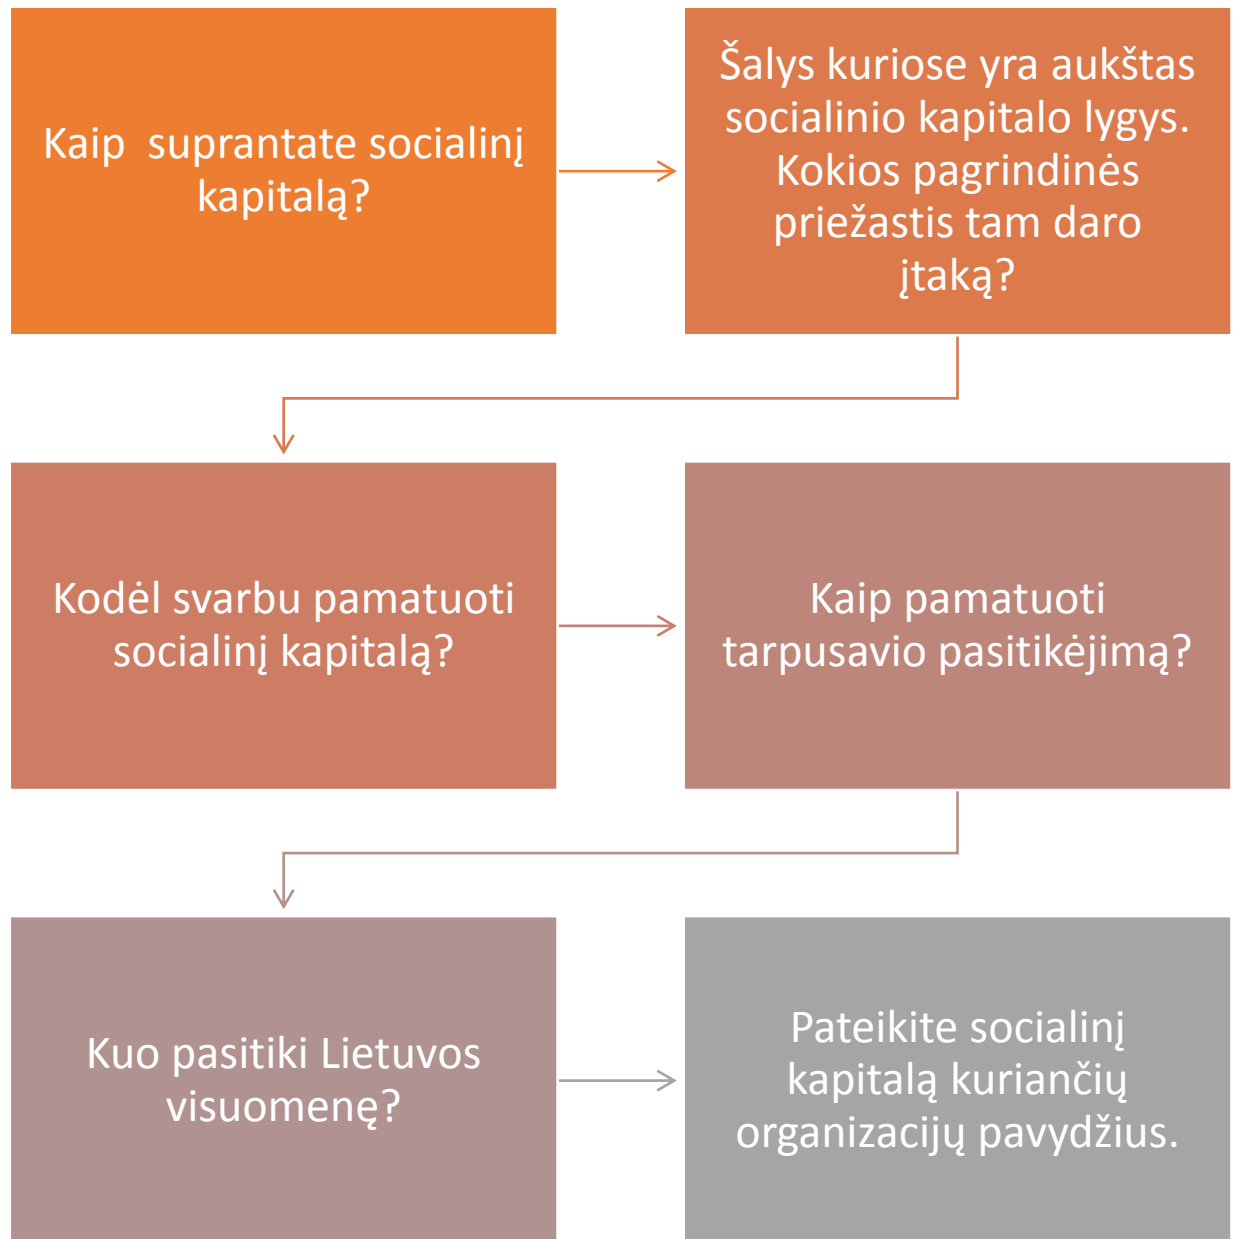 Kaip  suprantate socialinį
kapitalą?
Šalys kuriose yra aukštas
socialinio kapitalo lygys.
Kokios pagrindinės
priežastis tam daro
įtaką?
Kodėl svarbu pamatuoti
socialinį kapitalą?
Kaip pamatuoti
tarpusavio pasitikėjimą?
Kuo pasitiki Lietuvos
visuomenę?
Pateikite socialinį
kapitalą kuriančių
organizacijų pavydžius.